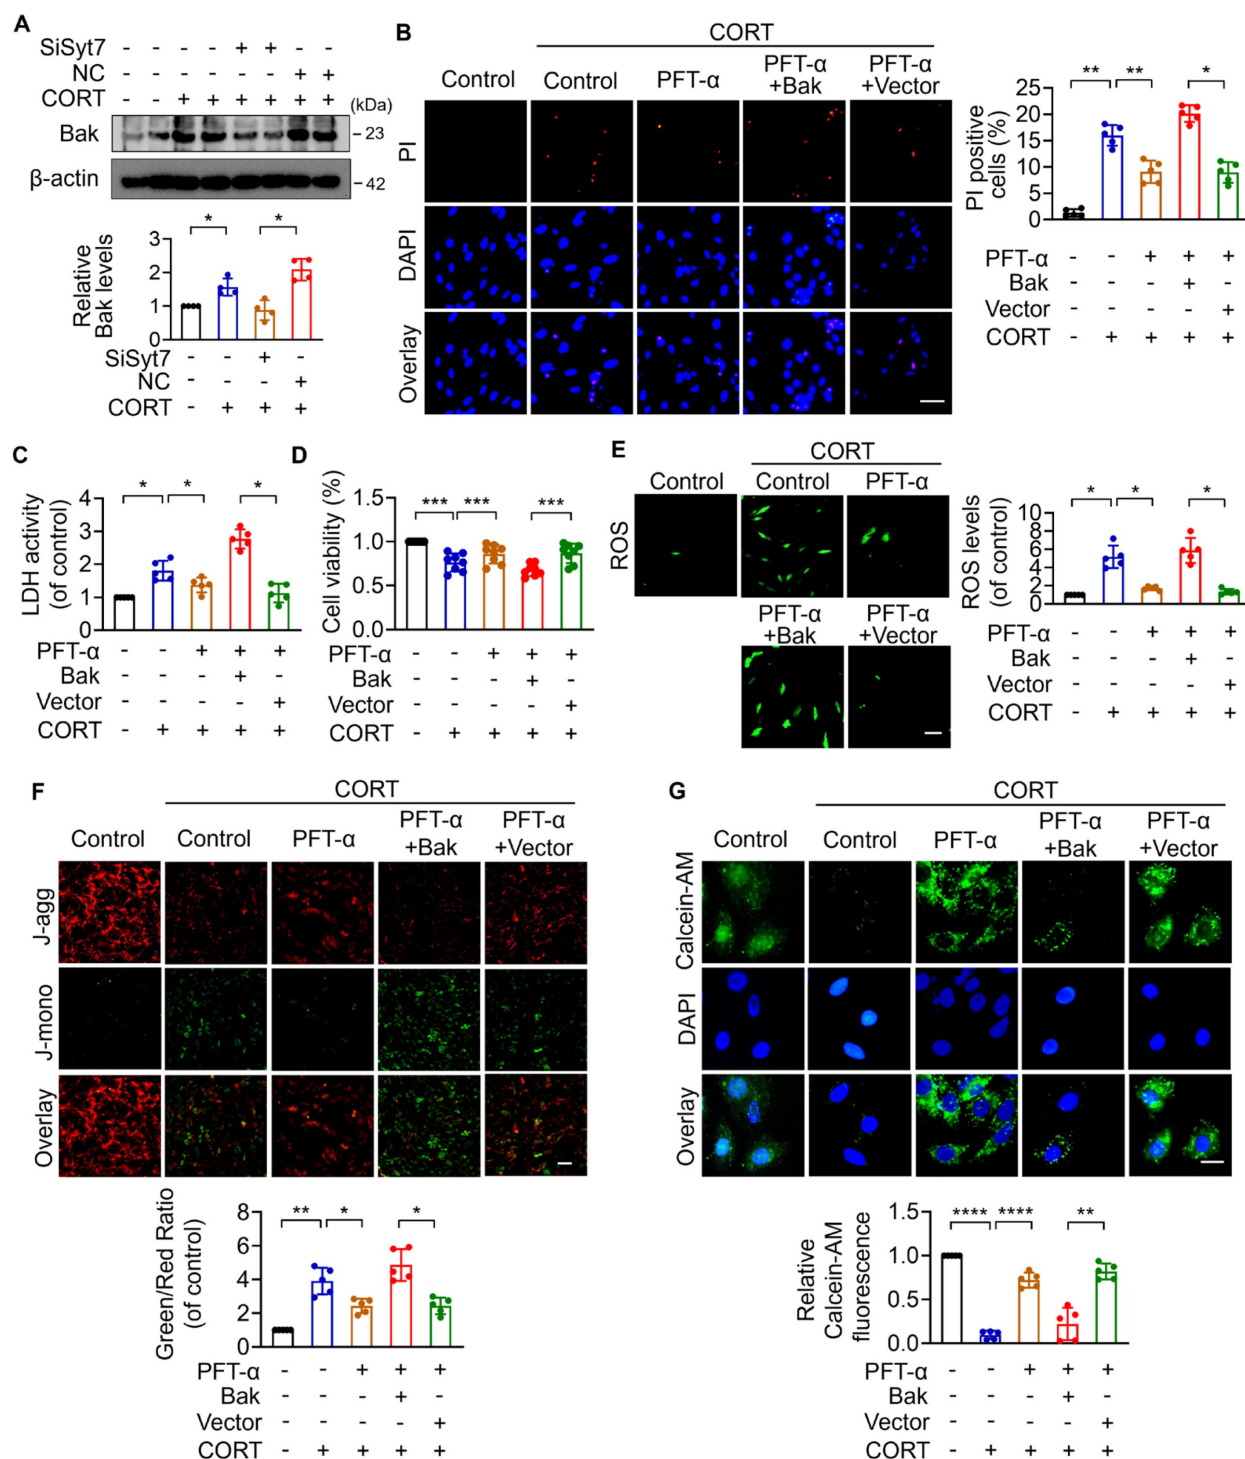 A
SiSyt7 - - - - + + - -
NC - - - - - - + +
CORT - - + + + + + +
(kDa)
Bak
- 23
β-actin
- 42
* *
Relative
Bak levels
3
2
1
0
SiSyt7 - - + -
NC - - - +
CORT - + + +
B
CORT
Control Control PFT-α PFT-α +Bak PFT-α +Vector
PI
DAPI
Overlay
** ** *
PI positive
cells (%)
25
20
15
10
5
0
PFT-α - - + + +
Bak - - - + -
Vector - - - - +
CORT - + + + +
C
* * *
LDH activity
(of control)
4
3
2
1
0
PFT-α - - + + +
Bak - - - + -
Vector - - - - +
CORT - + + + +
D
*** *** ***
Cell viability (%)
1.5
1.0
0.5
0.0
PFT-α - - + + +
Bak - - - + -
Vector - - - - +
CORT - + + + +
E
CORT
Control Control PFT-α
ROS
PFT-α +Bak PFT-α +Vector
* * *
ROS levels
(of control)
10
8
6
4
2
0
PFT-α - - + + +
Bak - - - + -
Vector - - - - +
CORT - + + + +
F
CORT
Control Control PFT-α PFT-α +Bak PFT-α +Vector
J-agg
J-mono
Overlay
** * *
Green/Red Ratio
(of control)
8
6
4
2
0
PFT-α - - + + +
Bak - - - + -
Vector - - - - +
CORT - + + + +
G
CORT
Control Control PFT-α PFT-α +Bak PFT-α +Vector
Calcein-AM
DAPI
Overlay
**** **** **
Relative
Calcein-AM
fluorescence
1.5
1.0
0.5
0.0
PFT-α - - + + +
Bak - - - + -
Vector - - - - +
CORT - + + + +